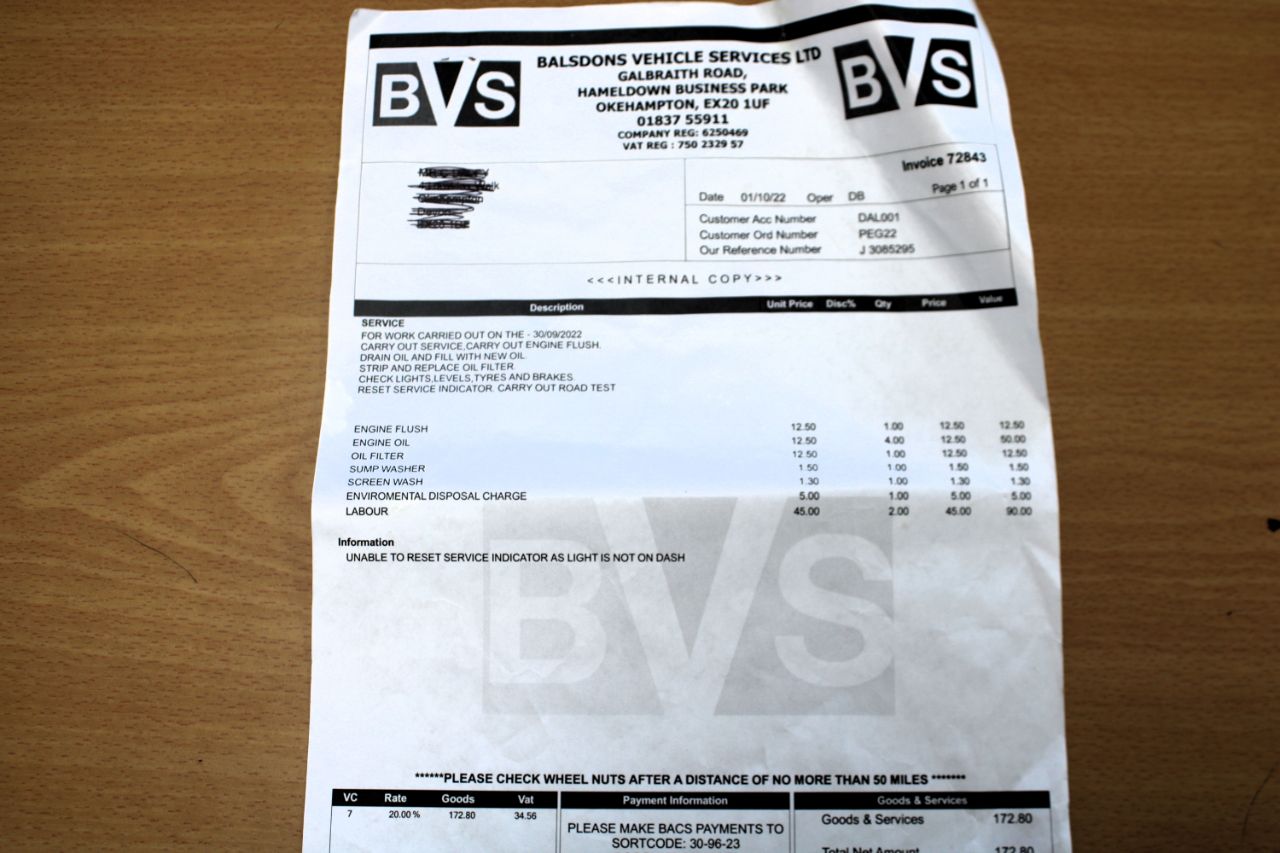 BVS
BALSDONS VEHICLE SERVICES LTD
GALBRAITH ROAD,
HAMELDOWN BUSINESS PARK
OKEHAMPTON, EX20 1UF
01837 55911
COMPANY REG: 6250469
VAT REG : 750 2329 57
BVS
Invoice 72843
Page 1 of 1
Date 01/10/22 Oper DB
Customer Acc Number DAL001
Customer Ord Number PEG22
Our Reference Number J 3085295
<<<INTERNAL COPY>>>
Description Unit Price Disc% Qty Price Value
SERVICE
FOR WORK CARRIED OUT ON THE - 30/09/2022
CARRY OUT SERVICE,CARRY OUT ENGINE FLUSH.
DRAIN OIL AND FILL WITH NEW OIL.
STRIP AND REPLACE OIL FILTER.
CHECK LIGHTS,LEVELS,TYRES AND BRAKES.
RESET SERVICE INDICATOR. CARRY OUT ROAD TEST
ENGINE FLUSH 12.50 1.00 12.50 12.50
ENGINE OIL 12.50 4.00 12.50 50.00
OIL FILTER 12.50 1.00 12.50 12.50
SUMP WASHER 1.50 1.00 1.50 1.50
SCREEN WASH 1.30 1.00 1.30 1.30
ENVIROMENTAL DISPOSAL CHARGE 5.00 1.00 5.00 5.00
LABOUR 45.00 2.00 45.00 90.00
Information
UNABLE TO RESET SERVICE INDICATOR AS LIGHT IS NOT ON DASH
BVS
******PLEASE CHECK WHEEL NUTS AFTER A DISTANCE OF NO MORE THAN 50 MILES *******
VC Rate Goods Vat
7 20.00 % 172.80 34.56
Payment Information
PLEASE MAKE BACS PAYMENTS TO
SORTCODE: 30-96-23
Goods & Services
Goods & Services 172.80
Total Net Amount 172.80